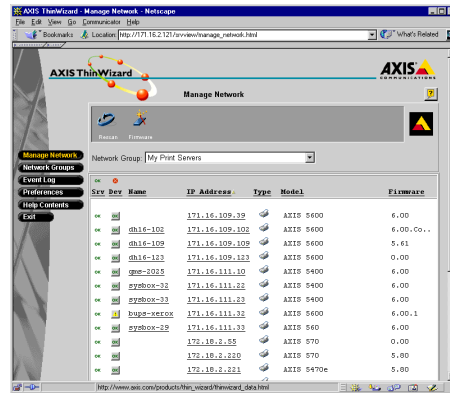 AXIS ThinWizard - Manage Network - Netscape
File Edit View Go Communicator Help
Bookmarks Location: http://171.16.2.121/srvview/manage_network.html What's Related
AXIS ThinWizard
AXIS
COMMUNICATIONS
Manage Network
?
Rescan Firmware
Network Group: My Print Servers
Manage Network
Network Groups
Event Log
Preferences
Help Contents
Exit
OK
Srv Dev Name IP Address Type Model Firmware
OK OK 171.16.109.39 AXIS 5600 6.00
OK OK dh16-102 171.16.109.102 AXIS 5600 6.00.Co..
OK OK dh16-109 171.16.109.109 AXIS 5600 5.61
OK OK dh16-123 171.16.109.123 AXIS 5600 0.00
OK OK gms-2025 171.16.111.10 AXIS 5400 6.00
OK OK sysbox-32 171.16.111.22 AXIS 5400 6.00
OK OK sysbox-33 171.16.111.23 AXIS 5400 6.00
OK ! bups-xerox 171.16.111.32 AXIS 5600 6.00.1
OK OK sysbox-29 171.16.111.33 AXIS 560 6.00
OK OK 172.18.2.55 AXIS 570 0.00
OK OK 172.18.2.220 AXIS 570 5.80
OK OK 172.18.2.221 AXIS 5470e 5.80
http://www.axis.com/products/thin_wizard/thinwizard_data.html